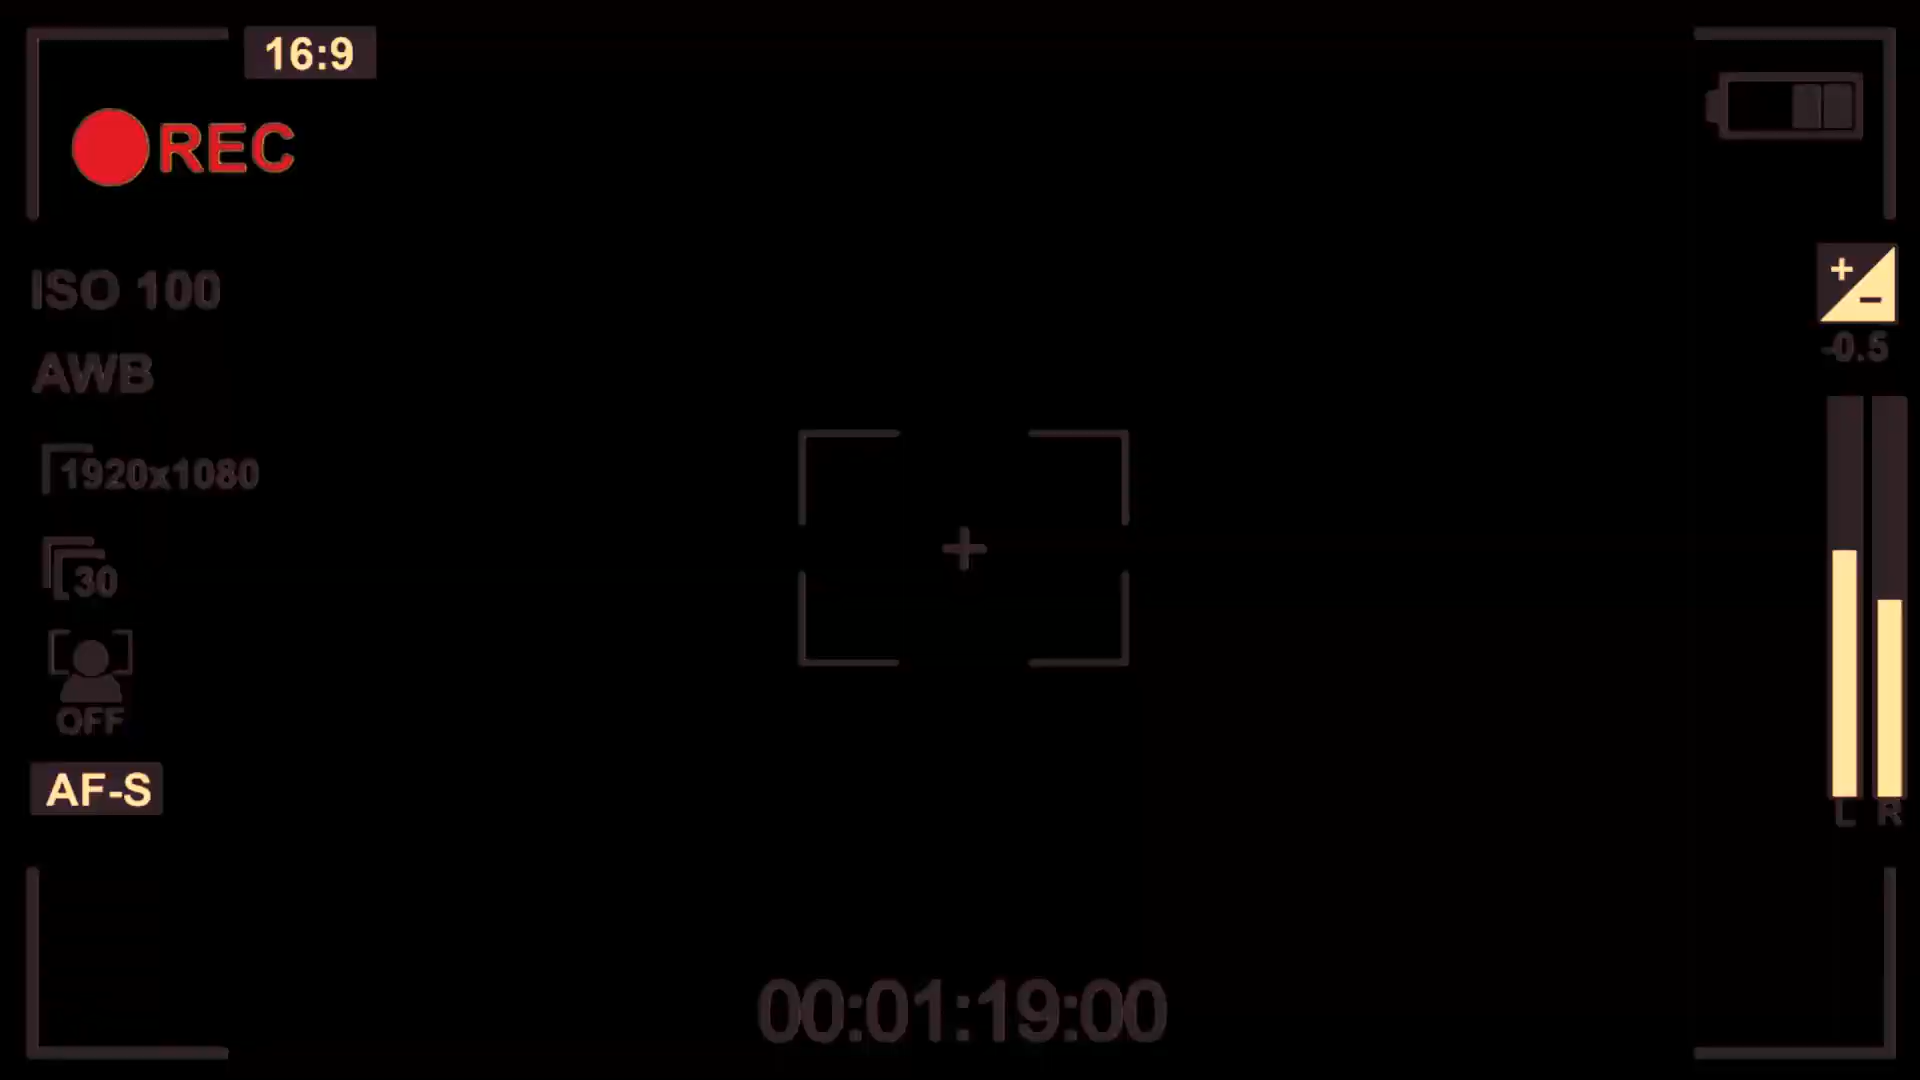 16:9
REC
ISO 100
AWB
1920x1080
30
OFF
AF-S
+
−
-0.5
L R
00:01:19:00